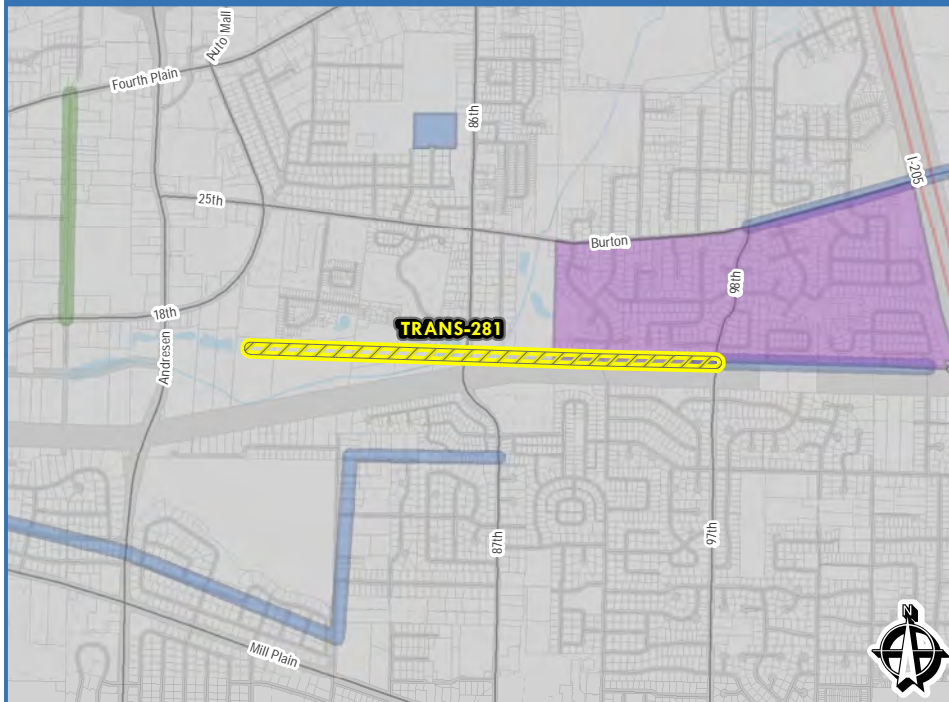 Auto Mall
Fourth Plain
86th
I-205
25th
Burton
98th
18th
TRANS-281
Andresen
87th
97th
Mill Plain
N